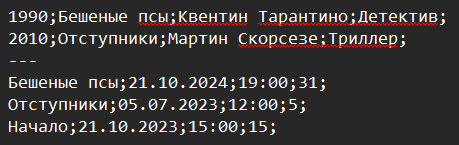 1990;Бешеные псы;Квентин Тарантино;Детектив;
2010;Отступники;Мартин Скорсезе;Триллер;
---
Бешеные псы;21.10.2024;19:00;31;
Отступники;05.07.2023;12:00;5;
Начало;21.10.2023;15:00;15;